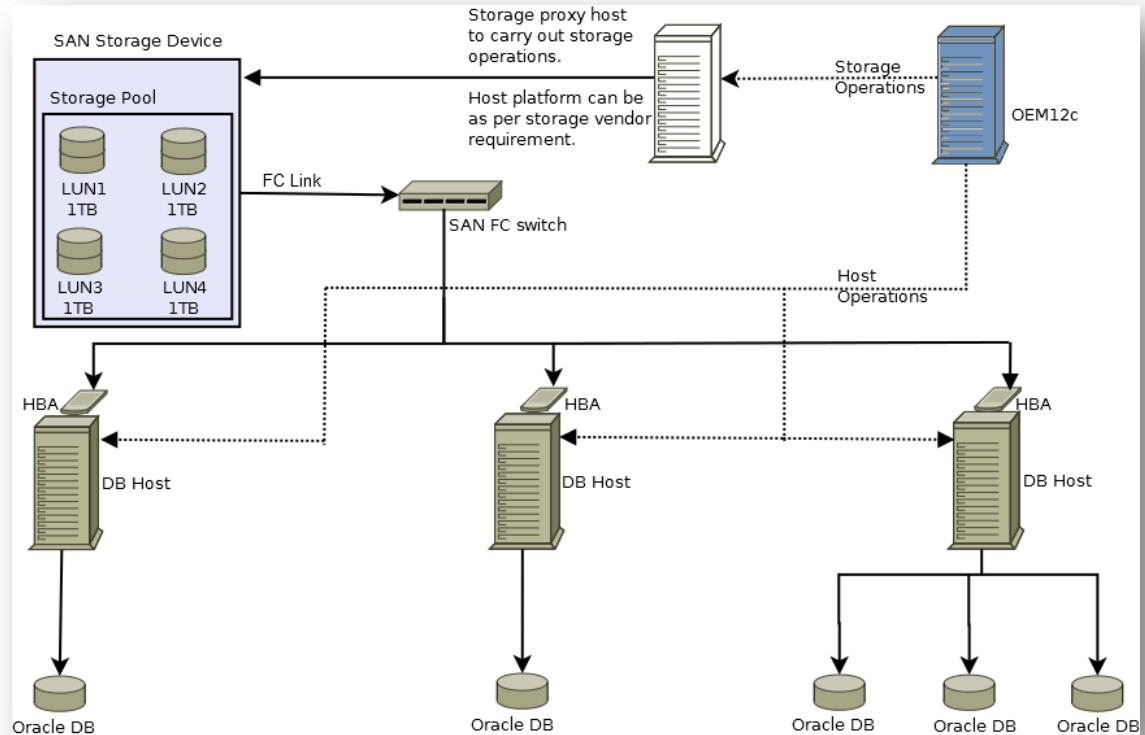 Storage proxy host
to carry out storage
operations.
SAN Storage Device
Storage
Operations
Storage Pool
Host platform can be
as per storage vendor
requirement.
OEM12c
LUN1
1TB
LUN2
1TB
FC Link
SAN FC switch
LUN3
1TB
LUN4
1TB
Host
Operations
HBA
HBA
HBA
DB Host
DB Host
DB Host
Oracle DB
Oracle DB
Oracle DB
Oracle DB
Oracle DB